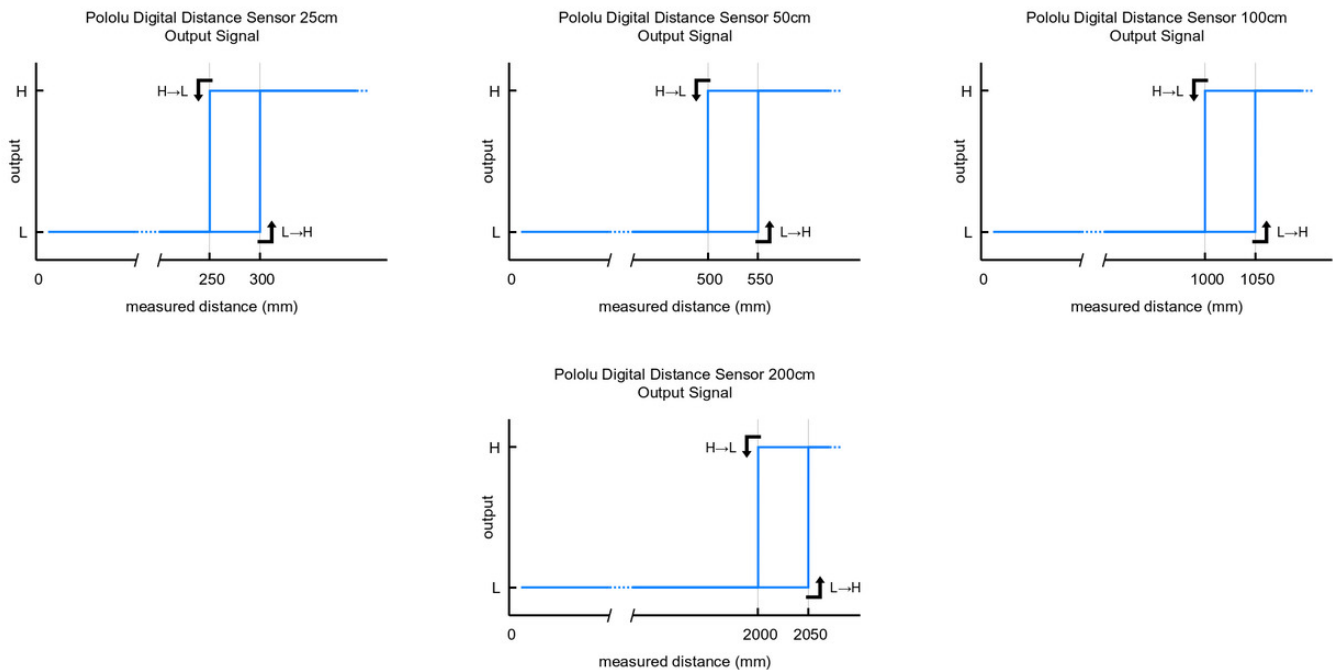 Pololu Digital Distance Sensor 25cm
Output Signal
H
H→L
output
L
L→H
0
250
300
measured distance (mm)
Pololu Digital Distance Sensor 50cm
Output Signal
H
H→L
output
L
L→H
0
500
550
measured distance (mm)
Pololu Digital Distance Sensor 100cm
Output Signal
H
H→L
output
L
L→H
0
1000
1050
measured distance (mm)
Pololu Digital Distance Sensor 200cm
Output Signal
H
H→L
output
L
L→H
0
2000
2050
measured distance (mm)